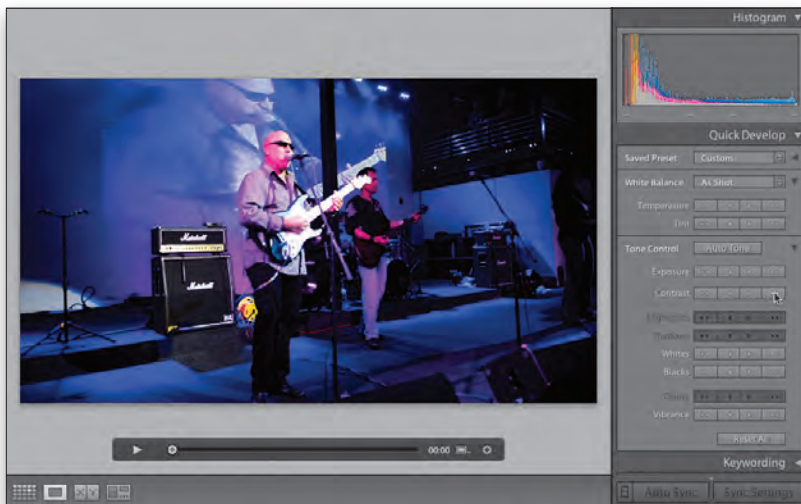 Histogram
Quick Develop
Saved Preset Custom
White Balance As Shot
Temperature
Tint
Tone Control Auto Tone
Exposure
Contrast
Highlights
Shadows
Whites
Blacks
Clarity
Vibrance
Reset All
Keywording
Marshall
Marshall
00:00
XY
Auto Sync Sync Settings